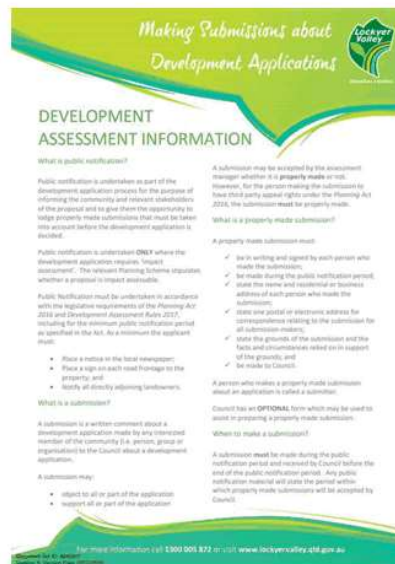 Making Submissions about
Development Applications
Lockyer
Valley
DEVELOPMENT
ASSESSMENT INFORMATION
What is public notification?
Public notification is undertaken as part of the
development application process for the purpose of
informing the community and relevant stakeholders
of the proposal and to give them the opportunity to
lodge properly made submissions that must be taken
into account before the development application is
decided.
Public notification is undertaken ONLY where the
development application requires 'impact
assessment'. The relevant Planning Scheme stipulates
whether a proposal is impact assessable.
Public Notification must be undertaken in accordance
with the legislative requirements of the Planning Act
2016 and Development Assessment Rules 2017,
including for the minimum public notification period
as specified in the Act. As a minimum the applicant
must:
• Place a notice in the local newspaper;
• Place a sign on each road frontage to the
property; and
• Notify all directly adjoining landowners.
What is a submission?
A submission is a written comment about a
development application made by any interested
member of the community (i.e. person, group or
organisation) to the Council about a development
application.
A submission may:
• object to all or part of the application
• support all or part of the application
A submission may be accepted by the assessment
manager whether it is properly made or not.
However, for the person making the submission to
have third party appeal rights under the Planning Act
2016, the submission must be properly made.
What is a properly made submission?
A properly made submission must:
✓ be in writing and signed by each person who
made the submission;
✓ be made during the public notification period;
✓ state the name and residential or business
address of each person who made the
submission;
✓ state one postal or electronic address for
correspondence relating to the submission for
all submission makers;
✓ state the grounds of the submission and the
facts and circumstances relied on in support
of the grounds; and
✓ be made to Council.
A person who makes a properly made submission
about an application is called a submitter.
Council has an OPTIONAL form which may be used to
assist in preparing a properly made submission.
When to make a submission?
A submission must be made during the public
notification period and received by Council before the
end of the public notification period. Any public
notification material will state the period within
which properly made submissions will be accepted by
Council.
For more information call 1300 005 872 or visit www.lockyervalley.qld.gov.au